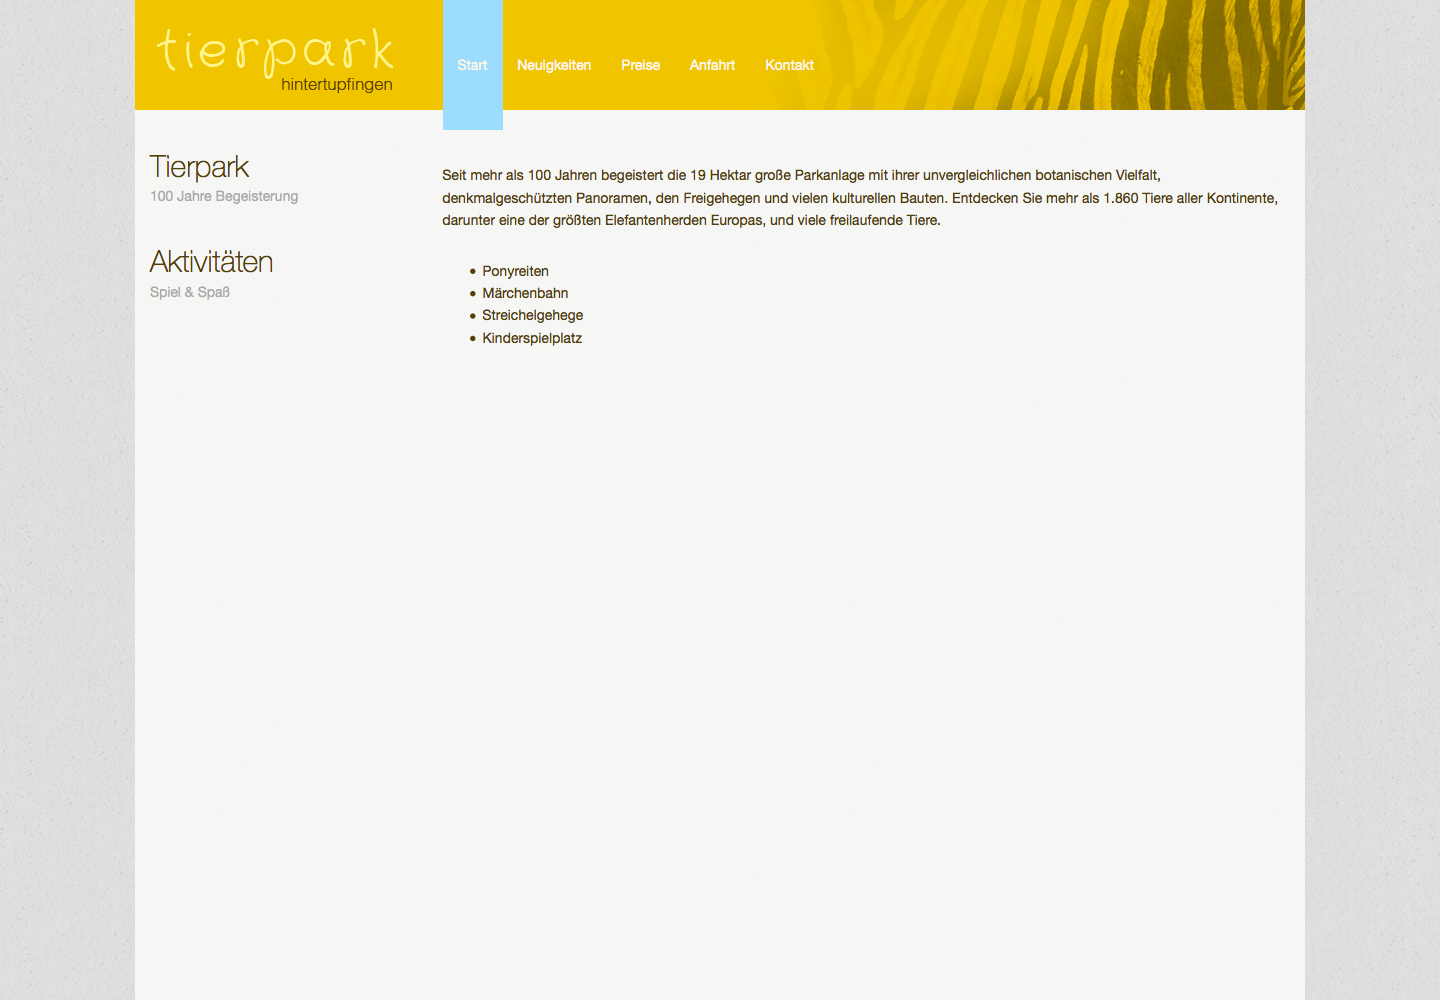 tierpark
hintertupfingen
Start
Neuigkeiten
Preise
Anfahrt
Kontakt
Tierpark
100 Jahre Begeisterung
Aktivitäten
Spiel & Spaß
Seit mehr als 100 Jahren begeistert die 19 Hektar große Parkanlage mit ihrer unvergleichlichen botanischen Vielfalt,
denkmalgeschützten Panoramen, den Freigehegen und vielen kulturellen Bauten. Entdecken Sie mehr als 1.860 Tiere aller Kontinente,
darunter eine der größten Elefantenherden Europas, und viele freilaufende Tiere.
• Ponyreiten
• Märchenbahn
• Streichelgehege
• Kinderspielplatz